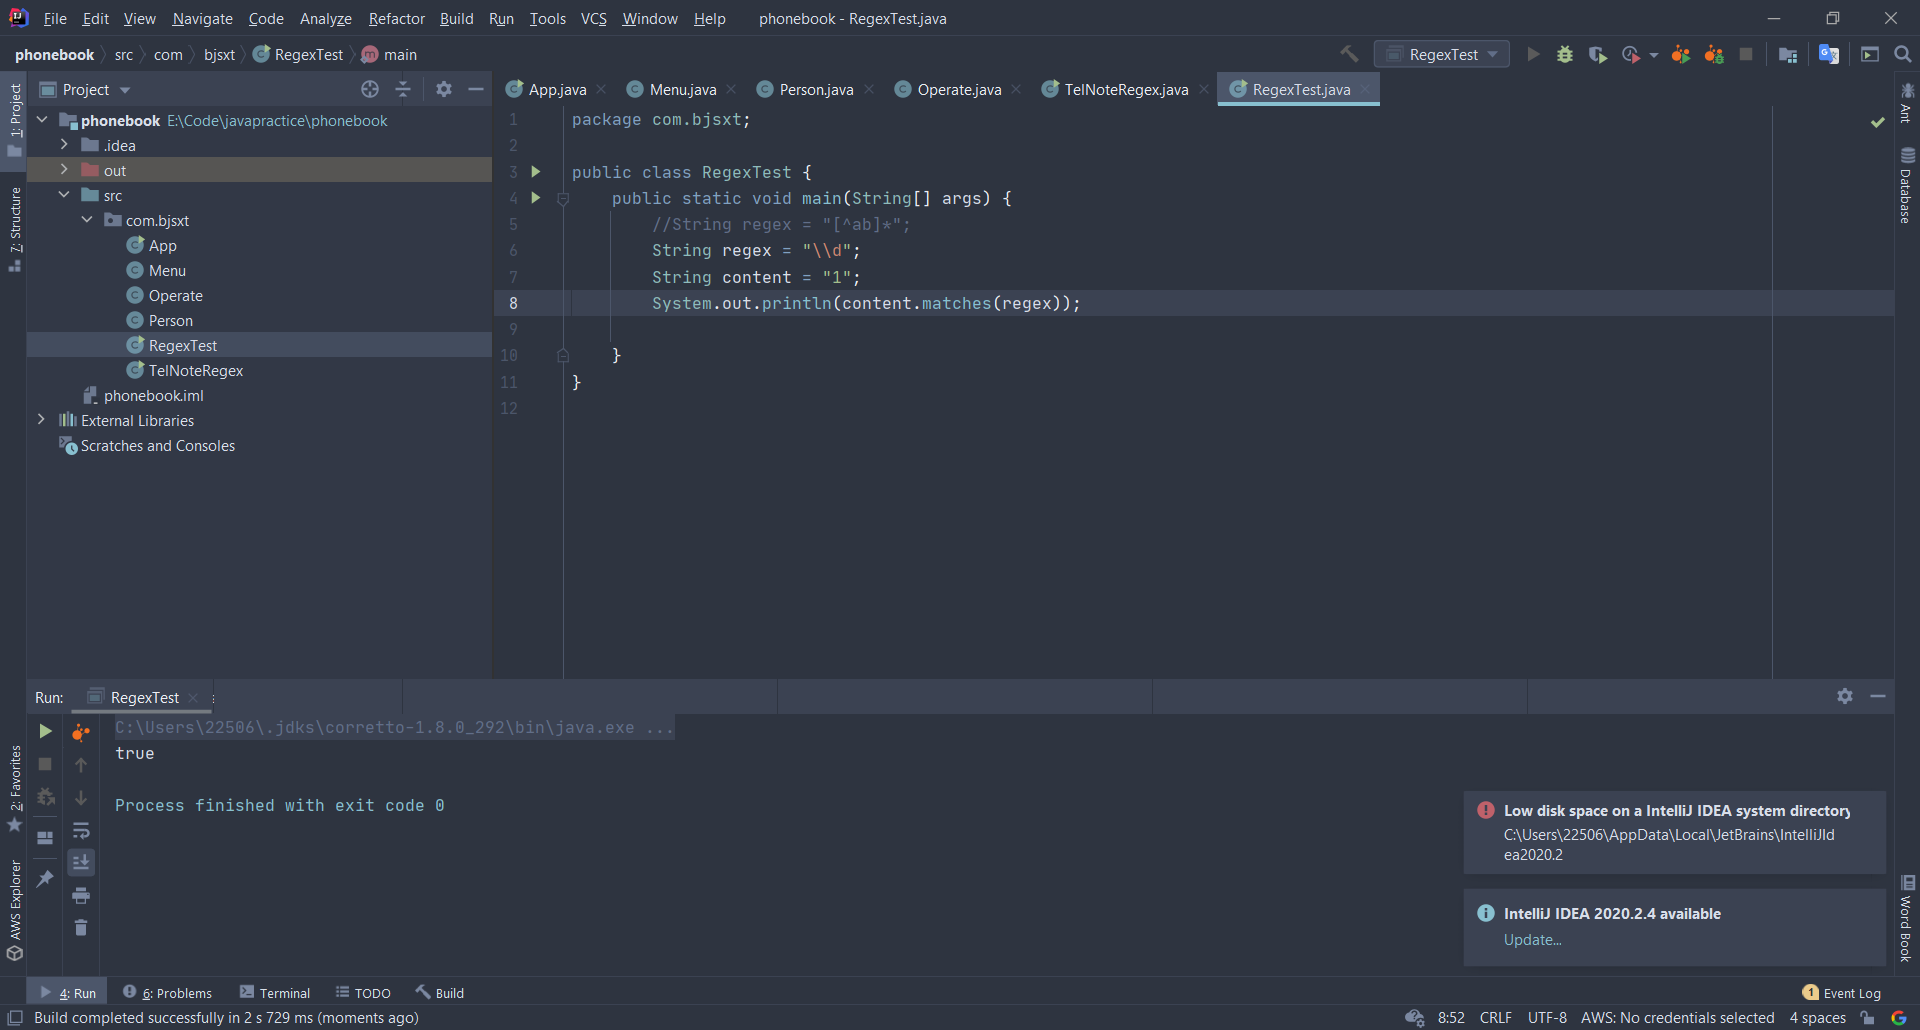 File Edit View Navigate Code Analyze Refactor Build Run Tools VCS Window Help phonebook - RegexTest.java
phonebook src com bjsxt RegexTest main
RegexTest
1: Project
7: Structure
2: Favorites
AWS Explorer
Project
phonebook E:\Code\javapractice\phonebook
.idea
out
src
com.bjsxt
App
Menu
Operate
Person
RegexTest
TelNoteRegex
phonebook.iml
External Libraries
Scratches and Consoles
App.java Menu.java Person.java Operate.java TelNoteRegex.java RegexTest.java
1 package com.bjsxt;
2
3 public class RegexTest {
4 public static void main(String[] args) {
5 //String regex = "[^ab]*";
6 String regex = "\\d";
7 String content = "1";
8 System.out.println(content.matches(regex));
9
10 }
11 }
12
Ant
Database
Word Book
Run: RegexTest
C:\Users\22506\.jdks\corretto-1.8.0_292\bin\java.exe ...
true
Process finished with exit code 0
Low disk space on a IntelliJ IDEA system directory
C:\Users\22506\AppData\Local\JetBrains\IntelliJId
ea2020.2
IntelliJ IDEA 2020.2.4 available
Update...
4: Run 6: Problems Terminal TODO Build 1 Event Log
Build completed successfully in 2 s 729 ms (moments ago) 8:52 CRLF UTF-8 AWS: No credentials selected 4 spaces